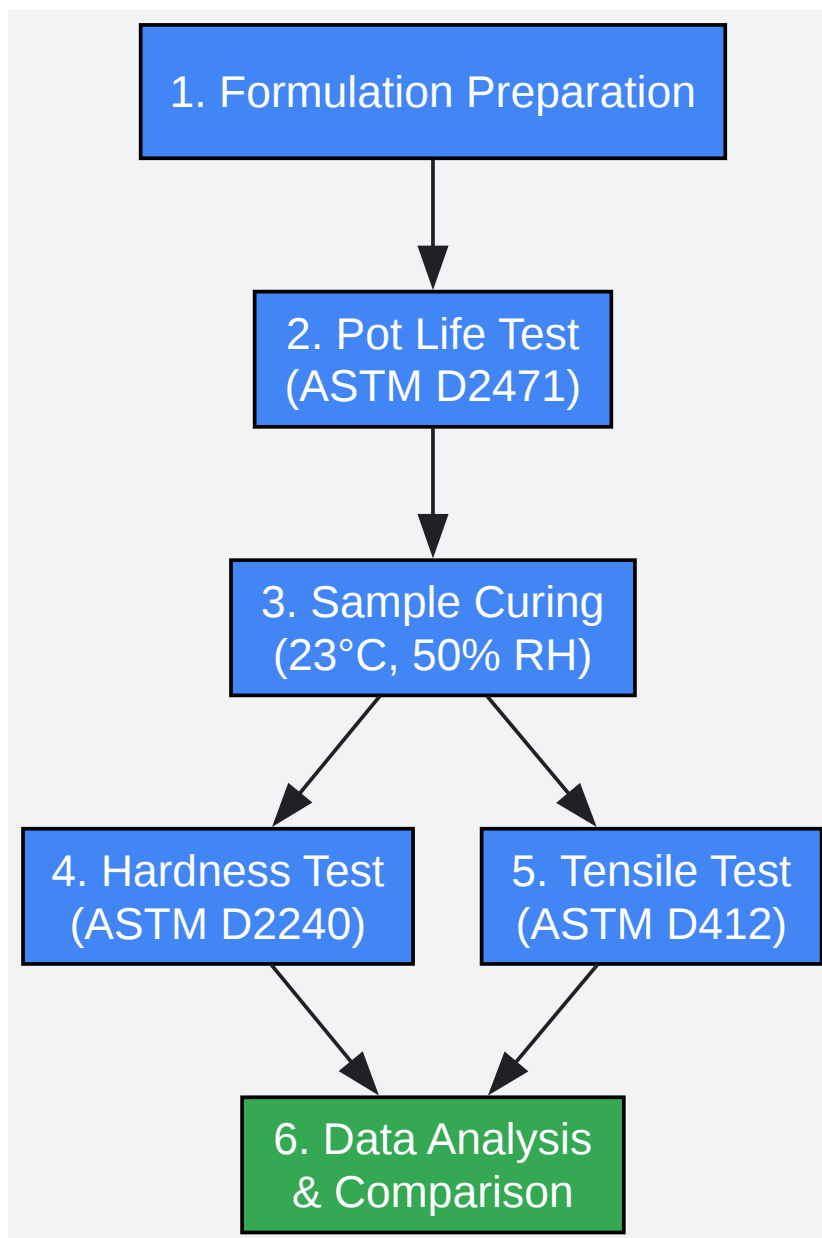 1. Formulation Preparation
2. Pot Life Test
(ASTM D2471)
3. Sample Curing
(23°C, 50% RH)
4. Hardness Test
(ASTM D2240)
5. Tensile Test
(ASTM D412)
6. Data Analysis
& Comparison